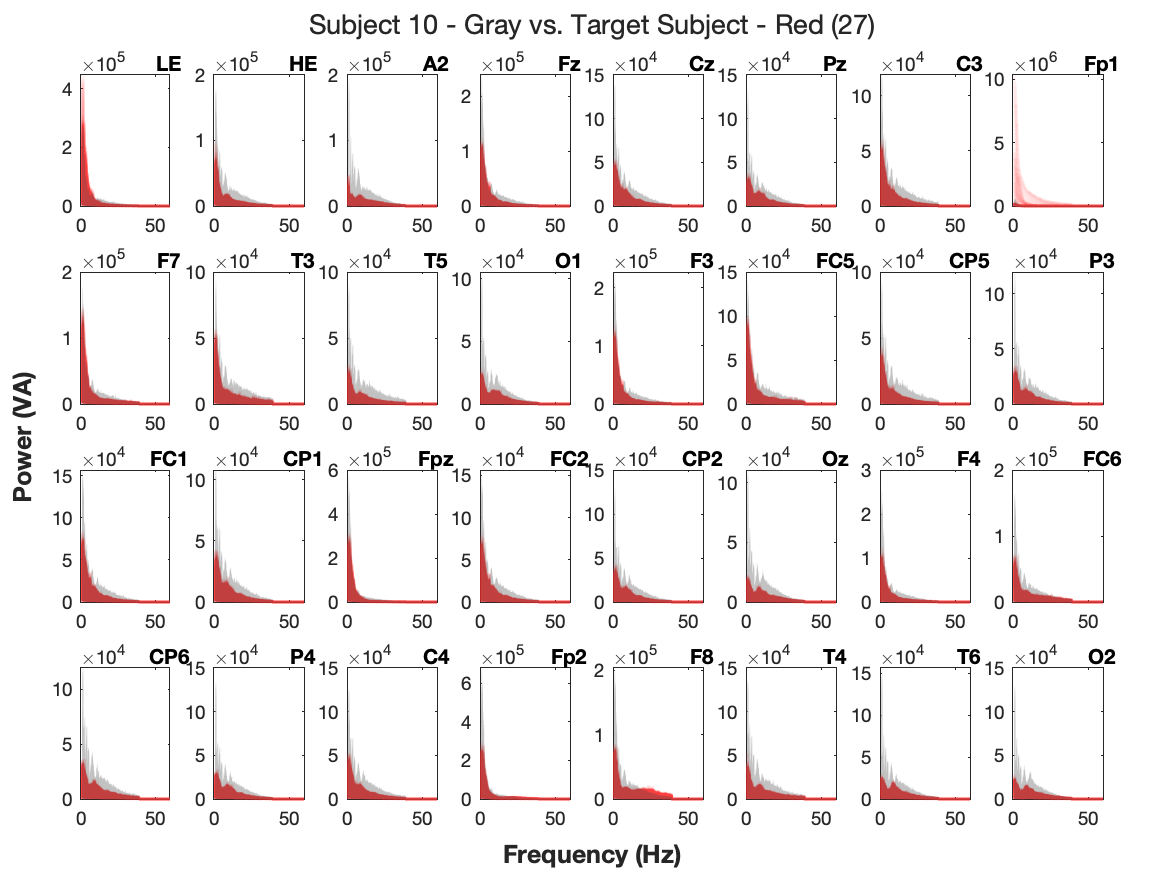 Subject 10 - Gray vs. Target Subject - Red (27)
×10^5 LE ×10^5 HE ×10^5 A2 ×10^5 Fz ×10^4 Cz ×10^4 Pz ×10^4 C3 ×10^6 Fp1
4 2 0 0 50
2 1 0 0 50
2 1 0 0 50
2 1 0 0 50
15 10 5 0 0 50
15 10 5 0 0 50
10 5 0 0 50
10 5 0 0 50
×10^5 F7 ×10^4 T3 ×10^4 T5 ×10^4 O1 ×10^5 F3 ×10^4 FC5 ×10^4 CP5 ×10^4 P3
2 1 0 0 50
10 5 0 0 50
10 5 0 0 50
10 5 0 0 50
2 1 0 0 50
15 10 5 0 0 50
10 5 0 0 50
10 5 0 0 50
×10^4 FC1 ×10^4 CP1 ×10^5 Fpz ×10^4 FC2 ×10^4 CP2 ×10^4 Oz ×10^5 F4 ×10^5 FC6
15 10 5 0 0 50
10 5 0 0 50
6 4 2 0 0 50
15 10 5 0 0 50
15 10 5 0 0 50
10 5 0 0 50
3 2 1 0 0 50
2 1 0 0 50
×10^4 CP6 ×10^4 P4 ×10^4 C4 ×10^5 Fp2 ×10^5 F8 ×10^4 T4 ×10^4 T6 ×10^4 O2
10 5 0 0 50
15 10 5 0 0 50
15 10 5 0 0 50
6 4 2 0 0 50
2 1 0 0 50
15 10 5 0 0 50
15 10 5 0 0 50
15 10 5 0 0 50
Power (VA)
Frequency (Hz)